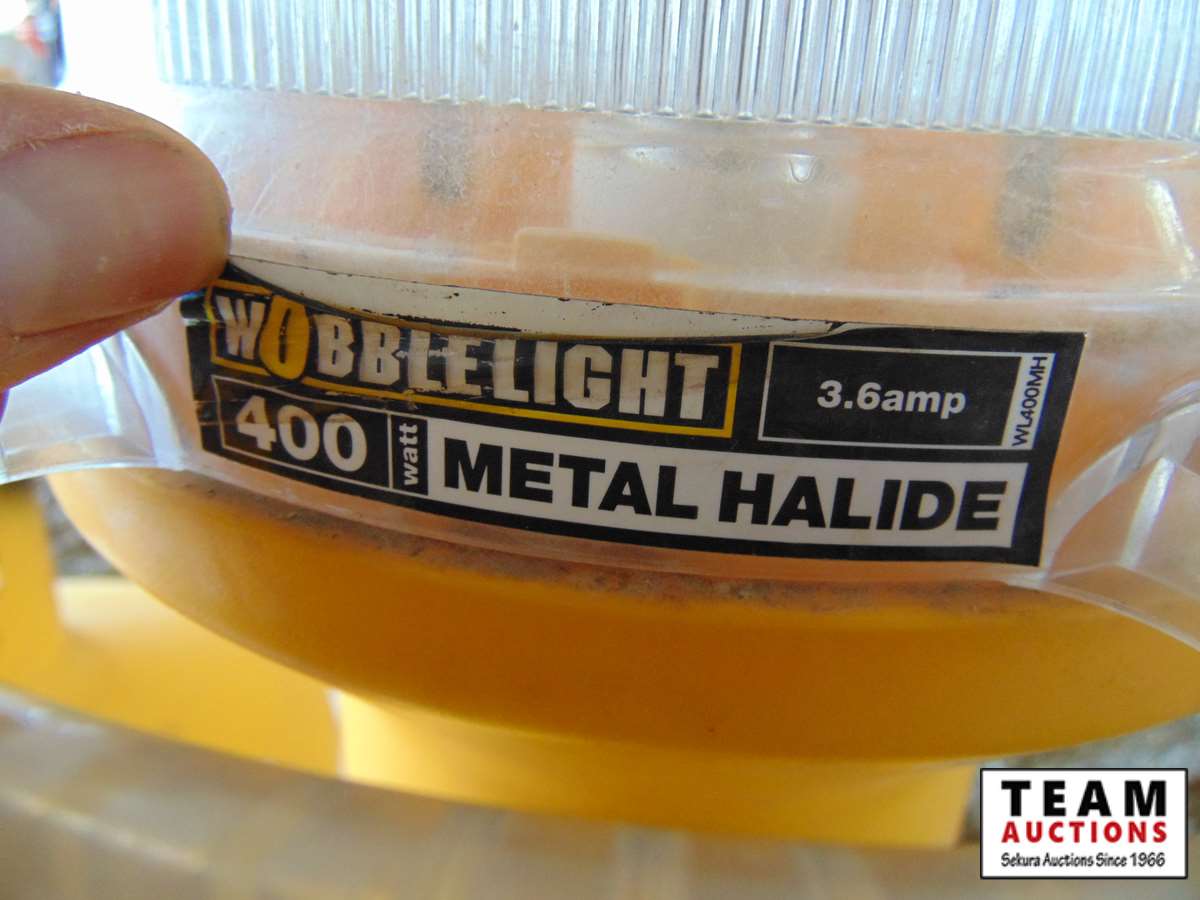 WOBBLELIGHT
3.6amp
WL400MH
400 watt METAL HALIDE
TEAM
AUCTIONS
Sekura Auctions Since 1966